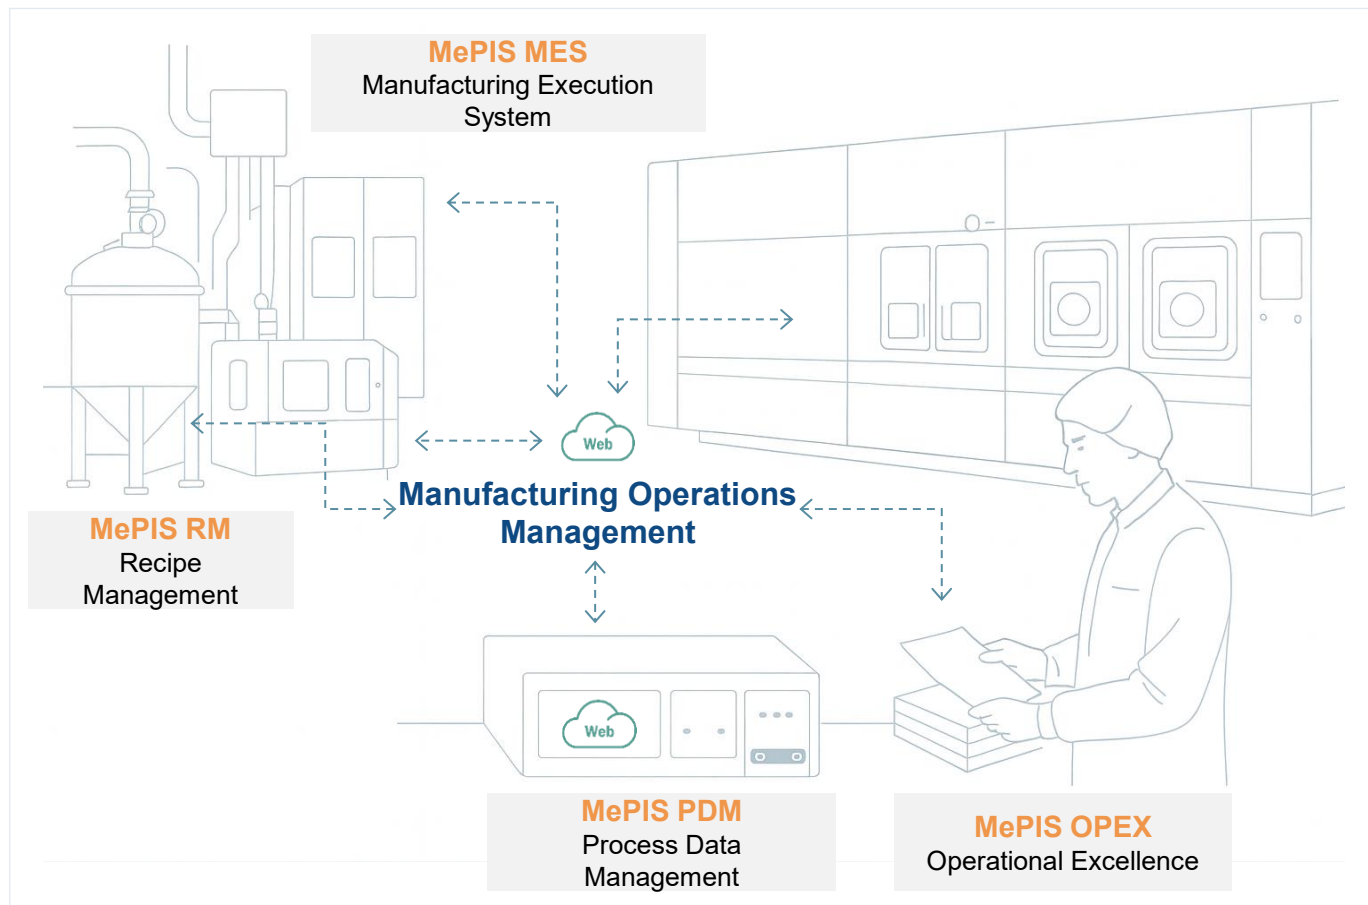 MePIS MES
Manufacturing Execution
System
Web
Manufacturing Operations
Management
MePIS RM
Recipe
Management
Web
MePIS PDM
Process Data
Management
MePIS OPEX
Operational Excellence